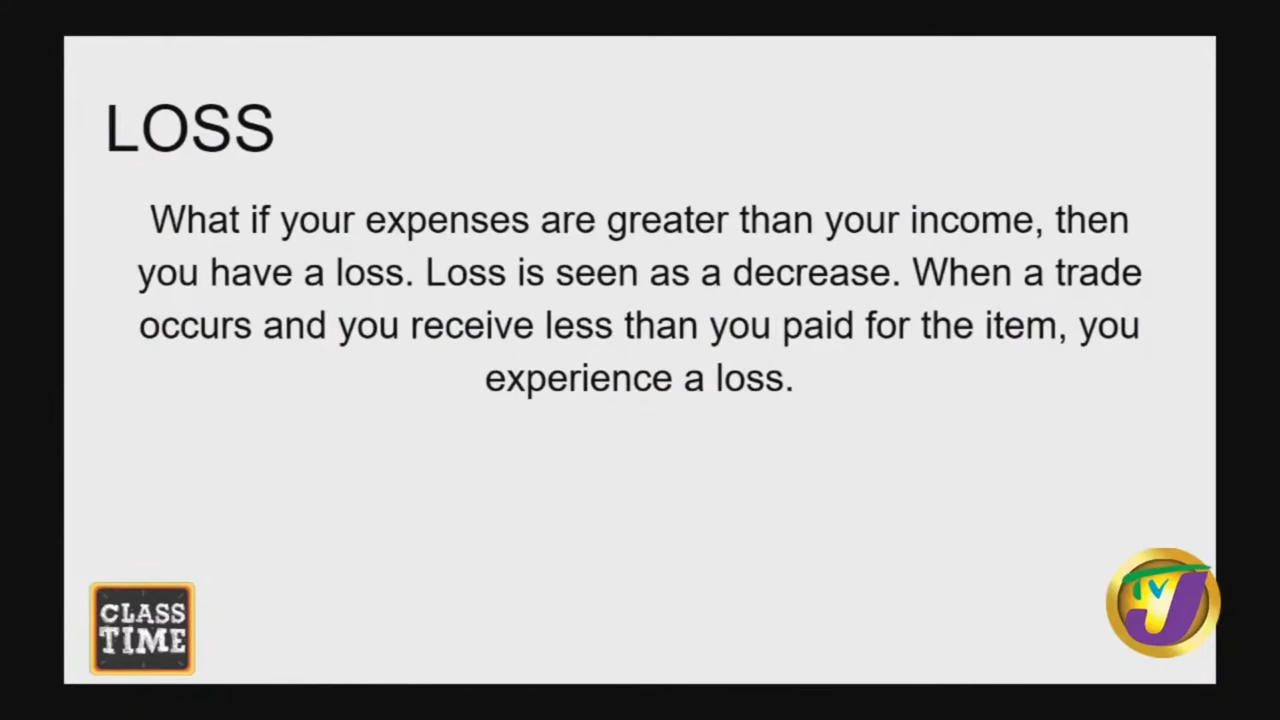 LOSS
What if your expenses are greater than your income, then
you have a loss. Loss is seen as a decrease. When a trade
occurs and you receive less than you paid for the item, you
experience a loss.
CLASS
TIME
TVJ